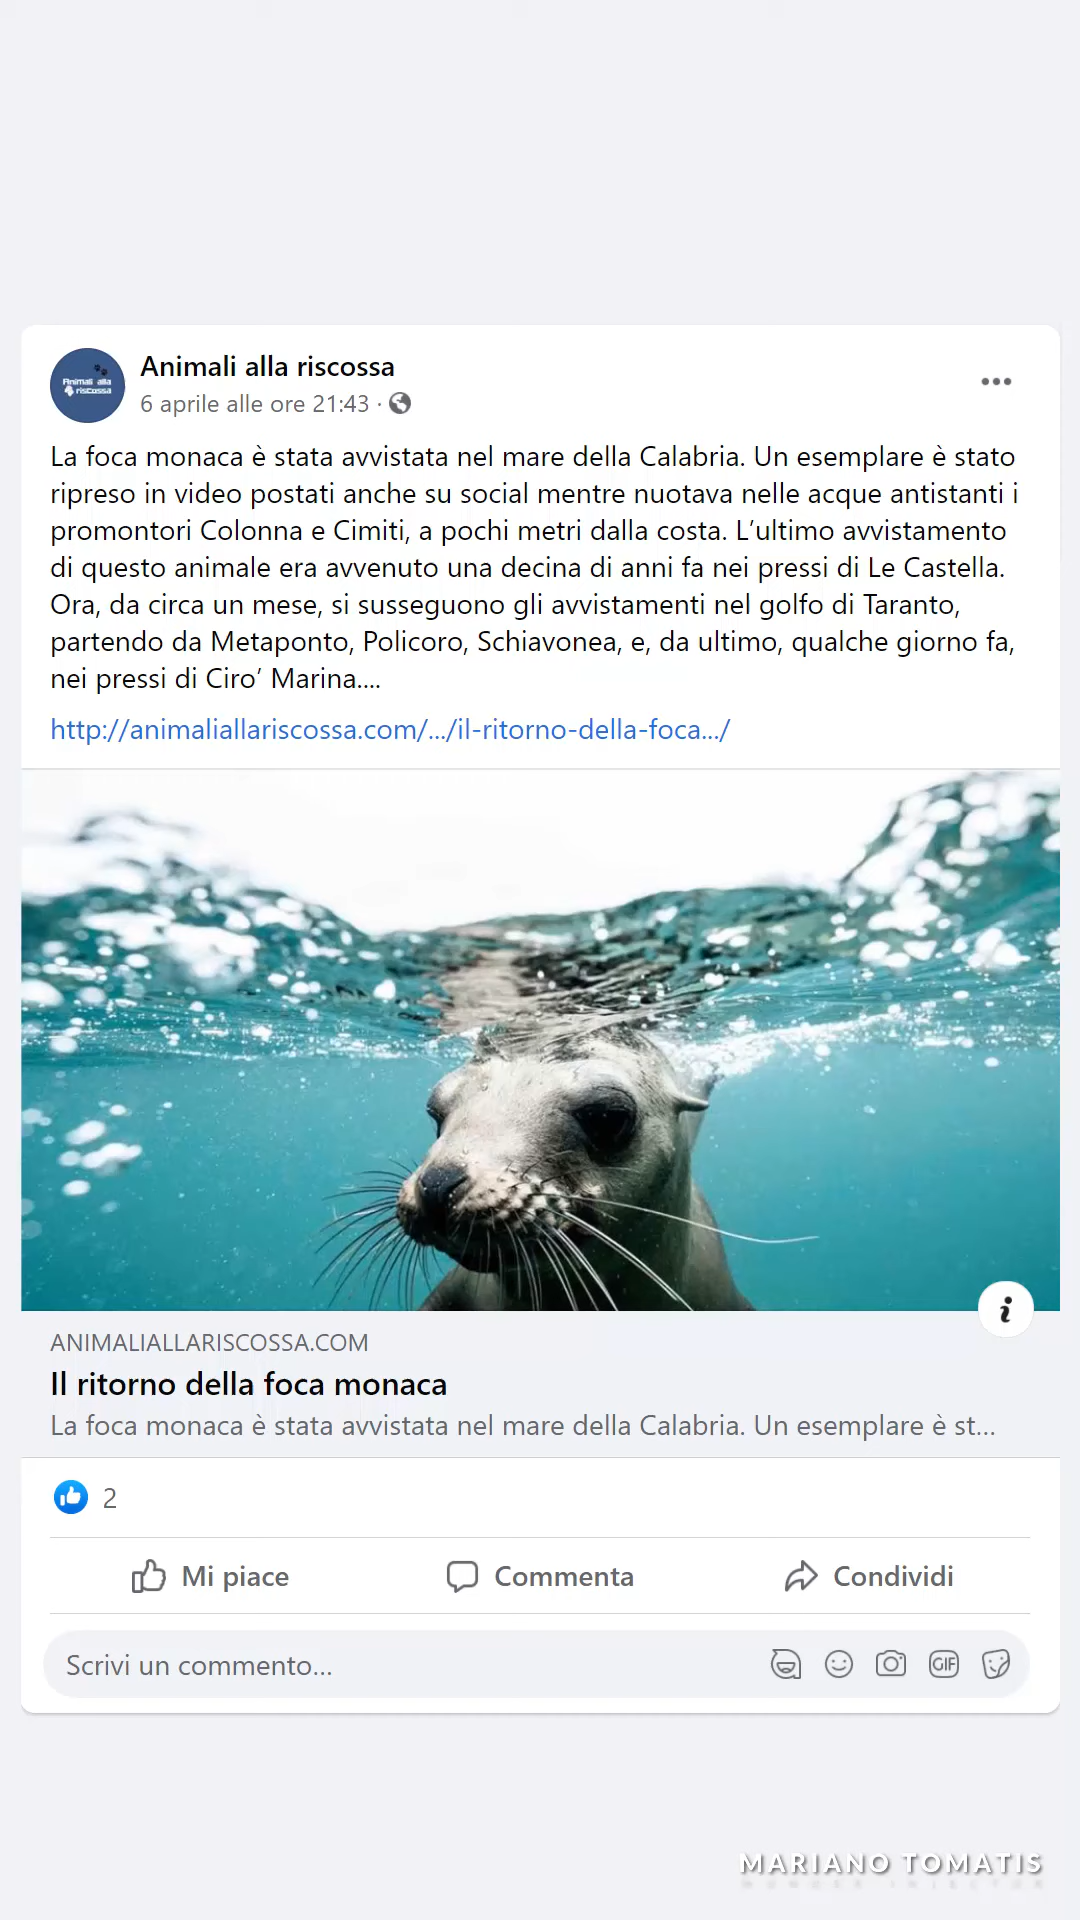 Animali alla riscossa
Animali alla
riscossa
6 aprile alle ore 21:43 ·
La foca monaca è stata avvistata nel mare della Calabria. Un esemplare è stato
ripreso in video postati anche su social mentre nuotava nelle acque antistanti i
promontori Colonna e Cimiti, a pochi metri dalla costa. L’ultimo avvistamento
di questo animale era avvenuto una decina di anni fa nei pressi di Le Castella.
Ora, da circa un mese, si susseguono gli avvistamenti nel golfo di Taranto,
partendo da Metaponto, Policoro, Schiavonea, e, da ultimo, qualche giorno fa,
nei pressi di Ciro’ Marina....
http://animaliallariscossa.com/.../il-ritorno-della-foca.../
ANIMALIALLARISCOSSA.COM
Il ritorno della foca monaca
La foca monaca è stata avvistata nel mare della Calabria. Un esemplare è st...
2
Mi piace
Commenta
Condividi
Scrivi un commento...
GIF
MARIANO TOMATIS